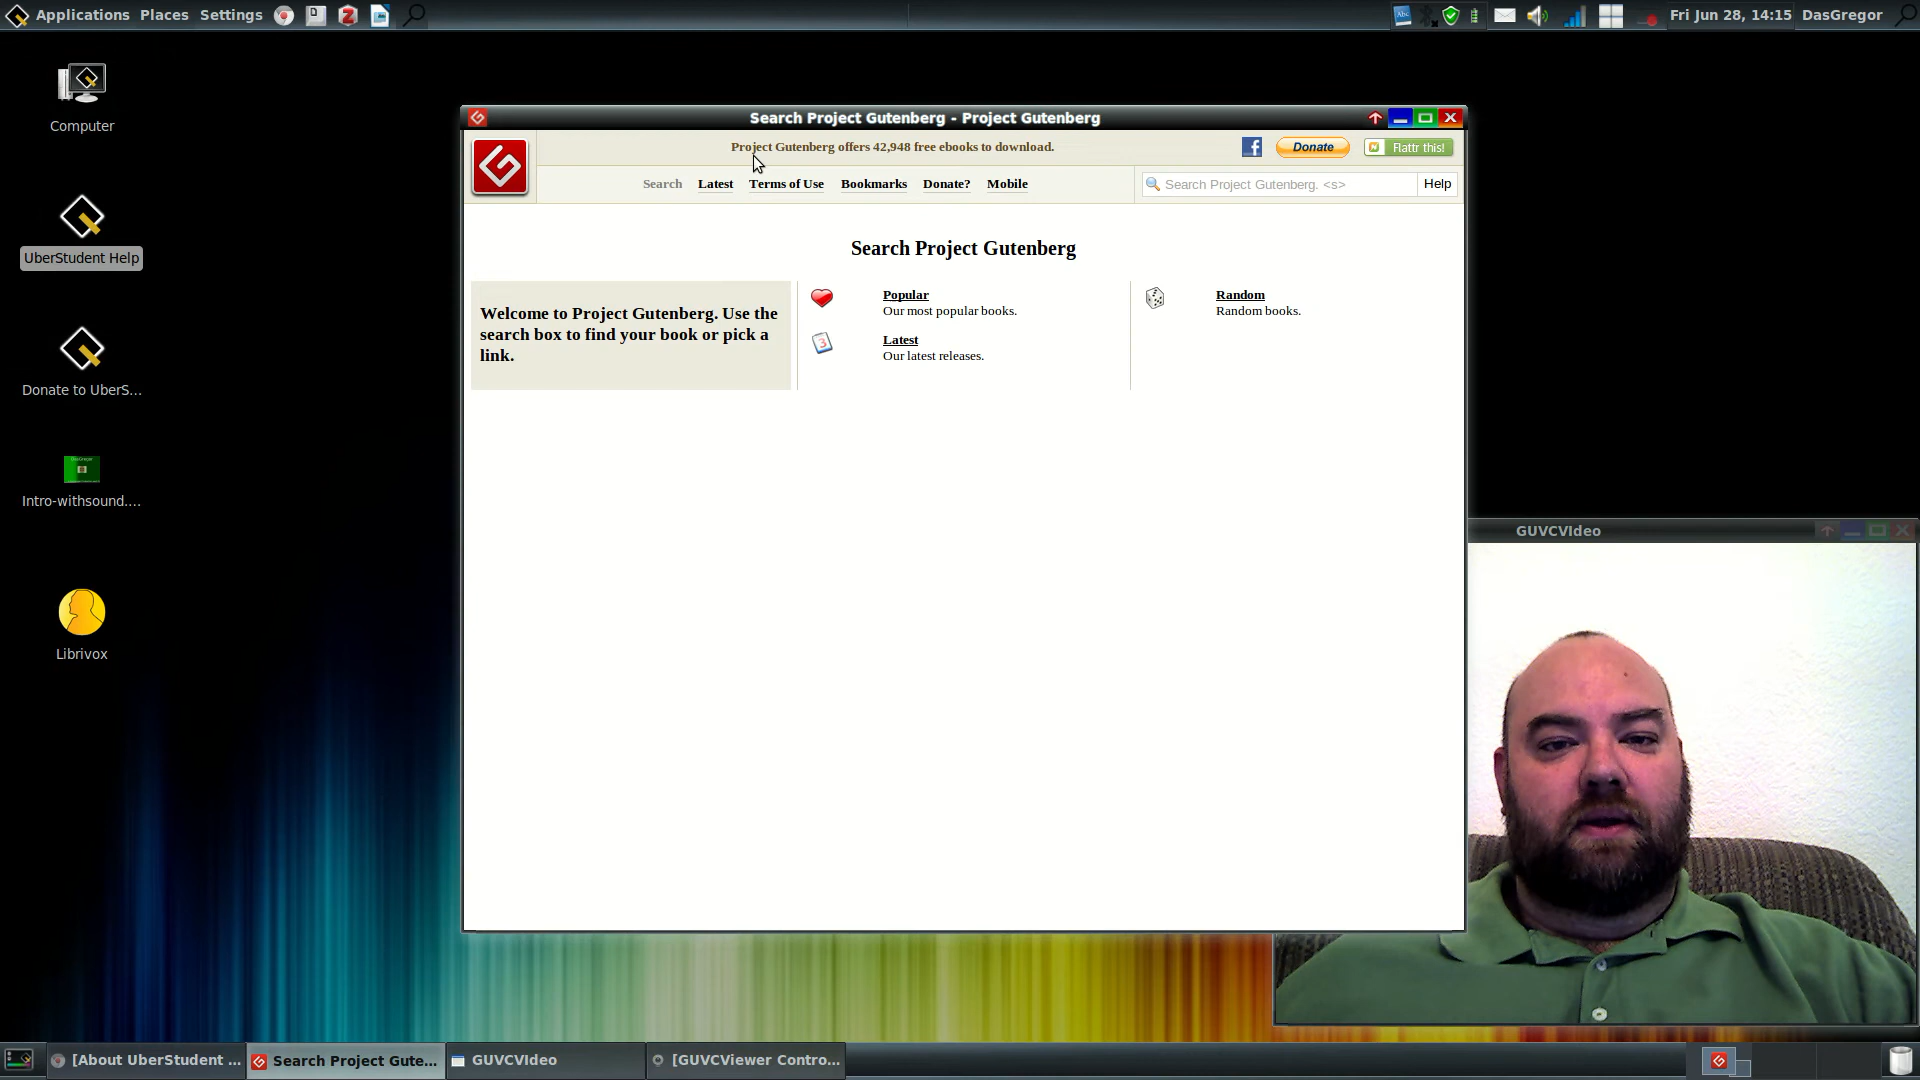 Applications Places Settings
Fri Jun 28, 14:15 DasGregor
Computer
UberStudent Help
Donate to UberS...
Intro-withsound....
Librivox
Search Project Gutenberg - Project Gutenberg
Project Gutenberg offers 42,948 free ebooks to download.
Donate
Flattr this!
Search Latest Terms of Use Bookmarks Donate? Mobile
Search Project Gutenberg. <s>
Help
Search Project Gutenberg
Welcome to Project Gutenberg. Use the
search box to find your book or pick a
link.
Popular
Our most popular books.
Latest
Our latest releases.
Random
Random books.
GUVCVIdeo
[About UberStudent ...
Search Project Gute...
GUVCVIdeo
[GUVCViewer Contro...